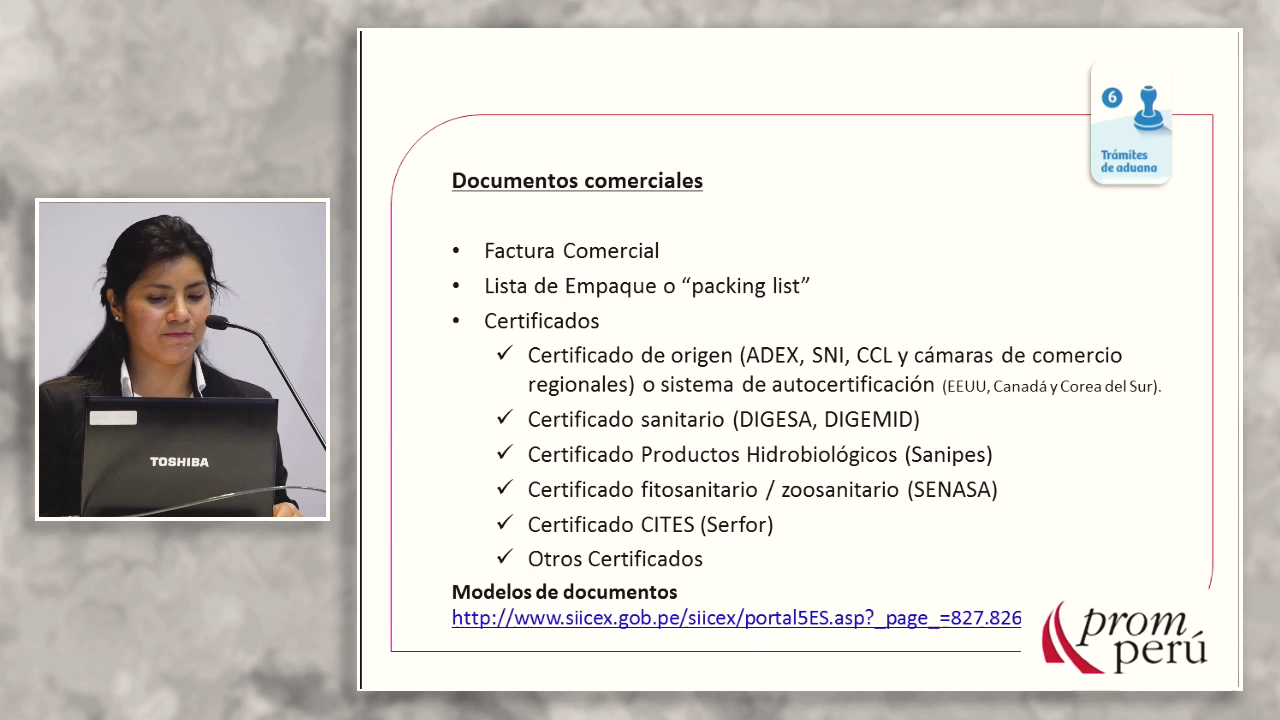 6
Trámites
de aduana
Documentos comerciales
• Factura Comercial
• Lista de Empaque o “packing list”
• Certificados
✓ Certificado de origen (ADEX, SNI, CCL y cámaras de comercio
regionales) o sistema de autocertificación (EEUU, Canadá y Corea del Sur).
✓ Certificado sanitario (DIGESA, DIGEMID)
✓ Certificado Productos Hidrobiológicos (Sanipes)
✓ Certificado fitosanitario / zoosanitario (SENASA)
✓ Certificado CITES (Serfor)
✓ Otros Certificados
Modelos de documentos
http://www.siicex.gob.pe/siicex/portal5ES.asp?_page_=827.826
prom
perú
TOSHIBA